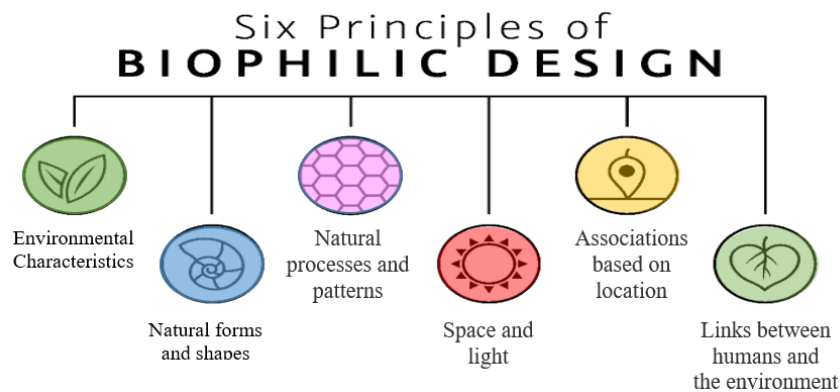 Six Principles of
BIOPHILIC DESIGN
Environmental
Characteristics
Natural forms
and shapes
Natural
processes and
patterns
Space and
light
Associations
based on
location
Links between
humans and
the environment